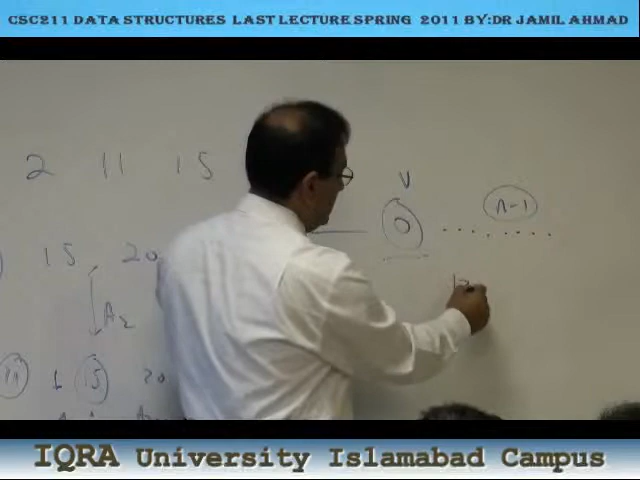 CSC211 DATA STRUCTURES LAST LECTURE SPRING 2011 BY:DR JAMIL AHMAD
2 11 15
V
n-1
0
15 20
A2
1 15 20
IQRA University Islamabad Campus